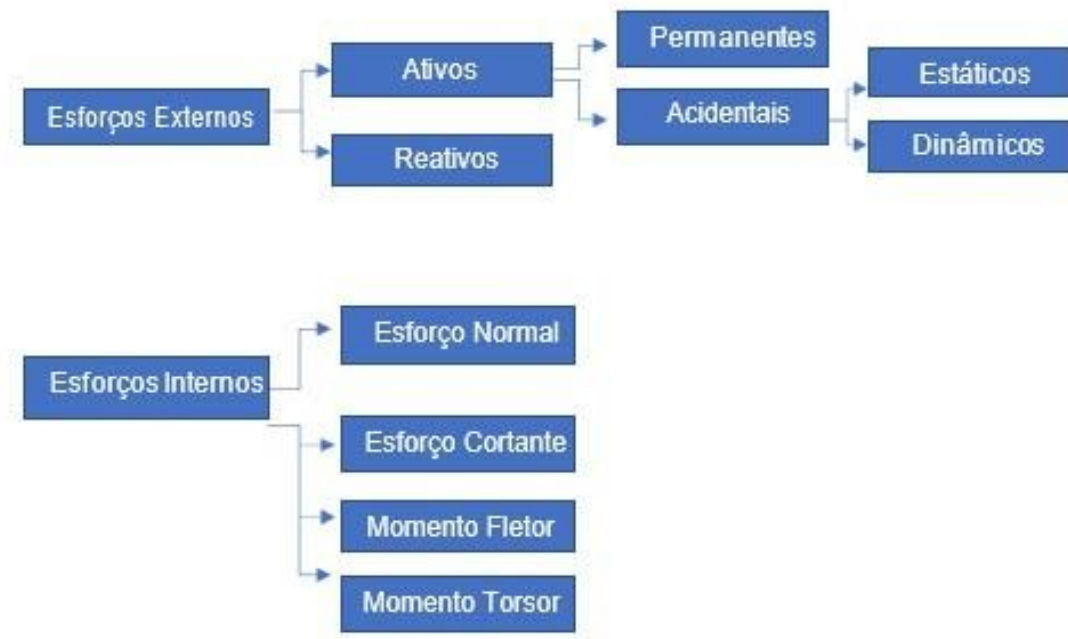 Esforços Externos
Ativos
Reativos
Permanentes
Acidentais
Estáticos
Dinâmicos
Esforços Internos
Esforço Normal
Esforço Cortante
Momento Fletor
Momento Torsor